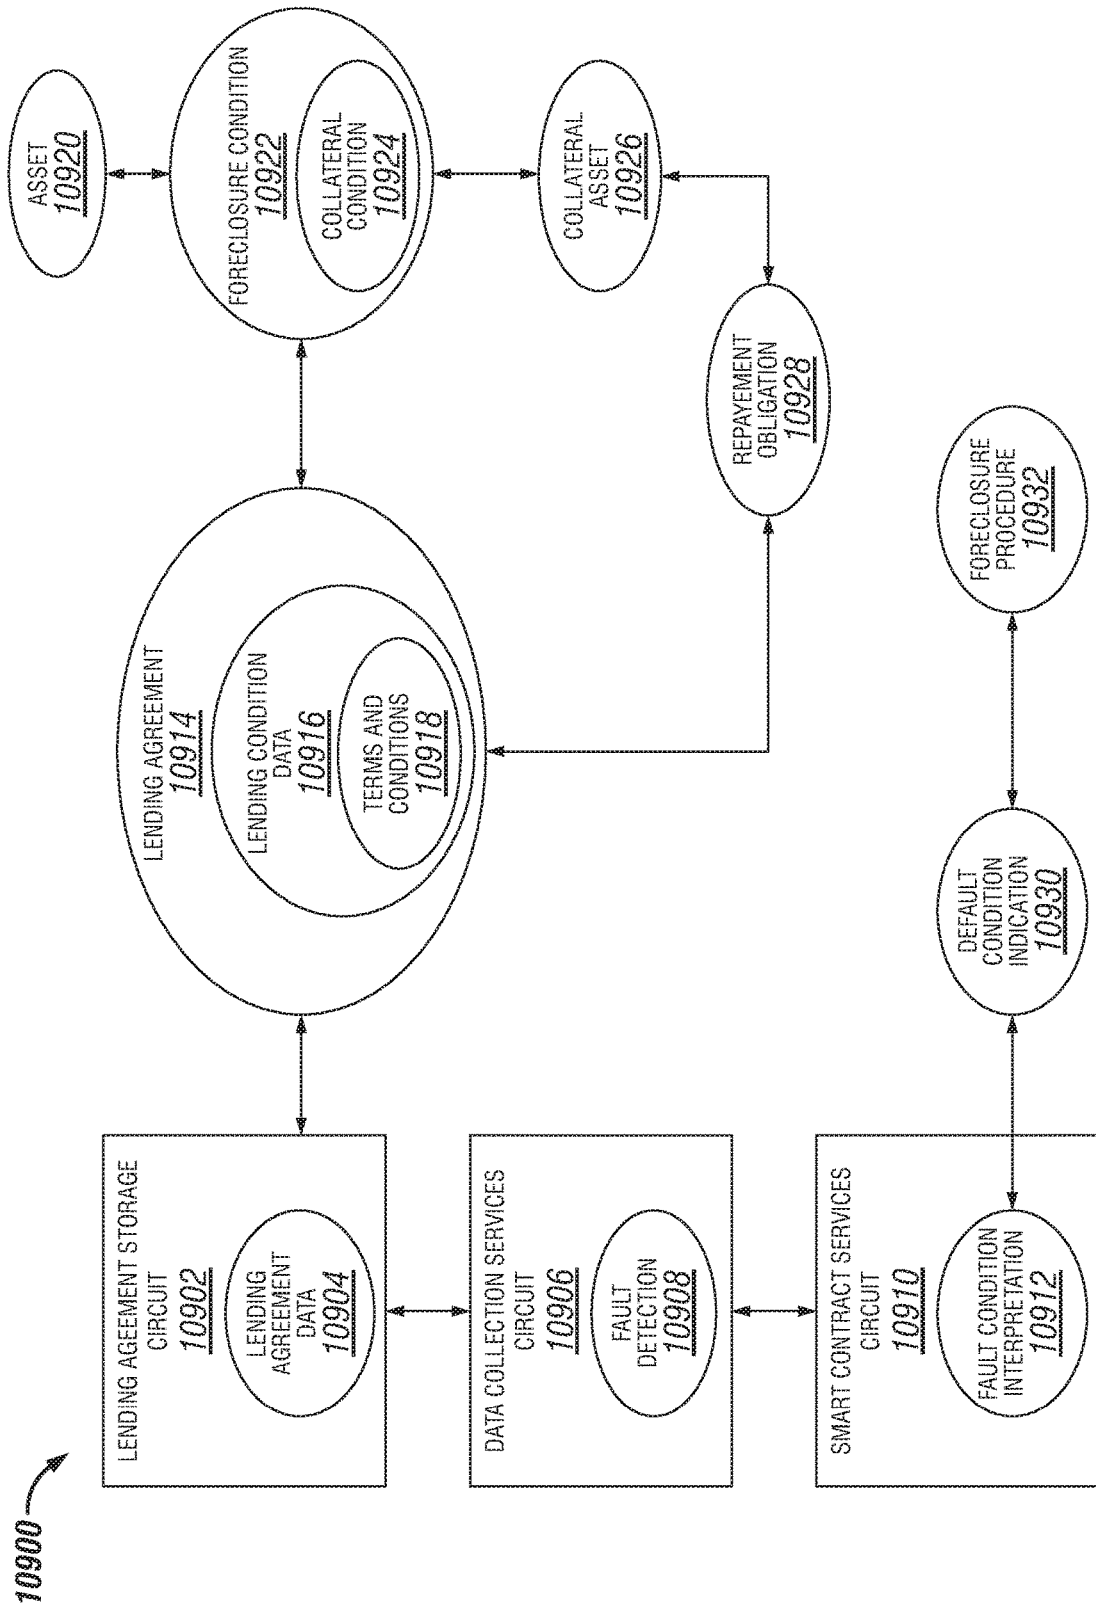 10900
LENDING AGEEMENT STORAGE
CIRCUIT
10902
LENDING
AGREEMENT
DATA
10904
DATA COLLECTION SERVICES
CIRCUIT
10906
FAULT
DETECTION
10908
SMART CONTRACT SERVICES
CIRCUIT
10910
FAULT CONDITION
INTERPRETATION
10912
LENDING AGREEMENT
10914
LENDING CONDITION
DATA
10916
TERMS AND
CONDITIONS
10918
ASSET
10920
FORECLOSURE CONDITION
10922
COLLATERAL
CONDITION
10924
COLLATERAL
ASSET
10926
REPAYEMENT
OBLIGATION
10928
DEFAULT
CONDITION
INDICATION
10930
FORECLOSURE
PROCEDURE
10932